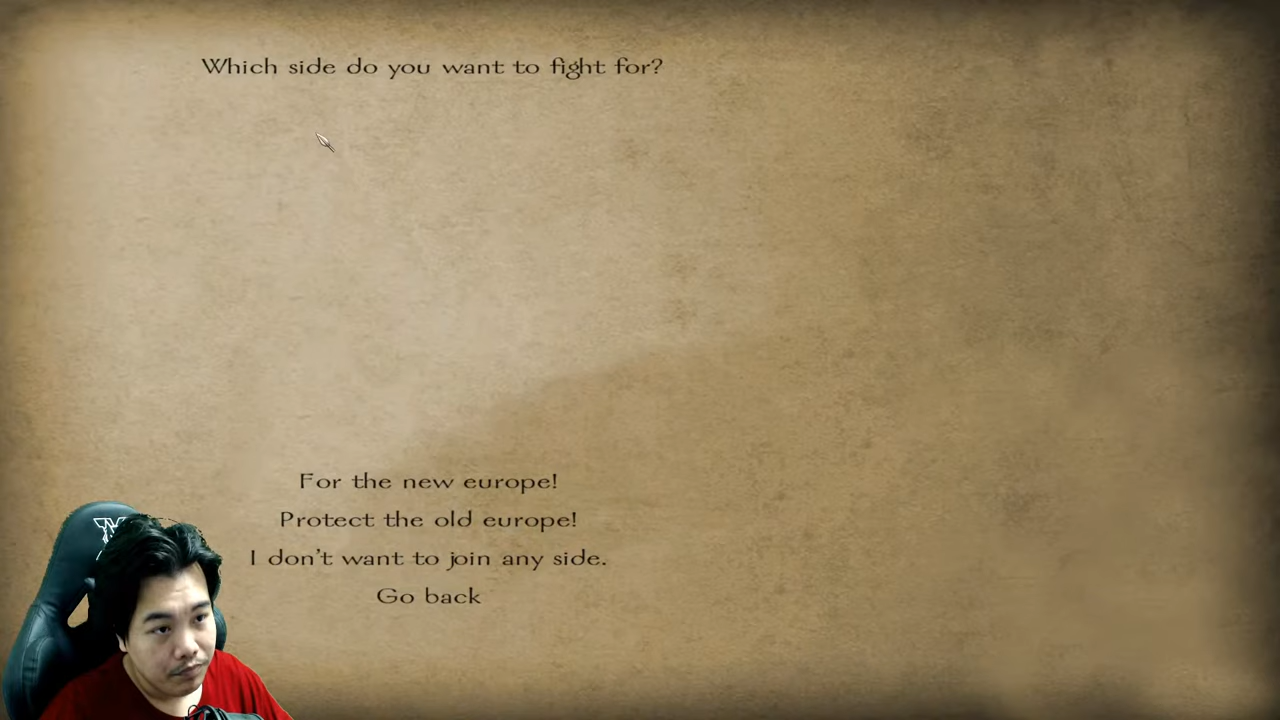 Which side do you want to fight for?
For the new europe!
Protect the old europe!
I don't want to join any side.
Go back